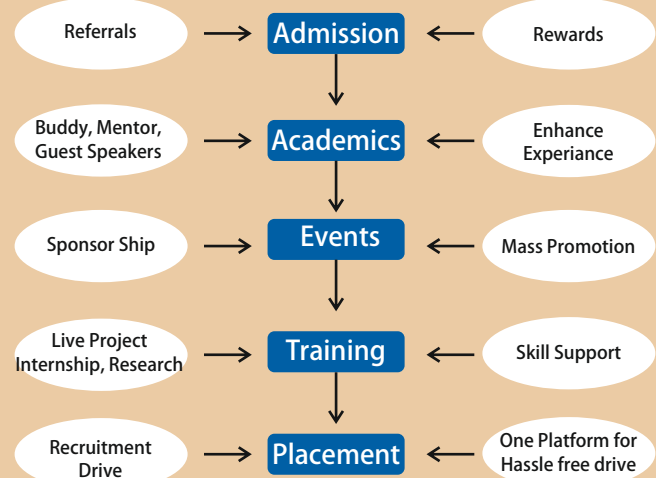 Referrals
Admission
Rewards
Buddy, Mentor,
Guest Speakers
Academics
Enhance
Experiance
Sponsor Ship
Events
Mass Promotion
Live Project
Internship, Research
Training
Skill Support
Recruitment
Drive
Placement
One Platform for
Hassle free drive